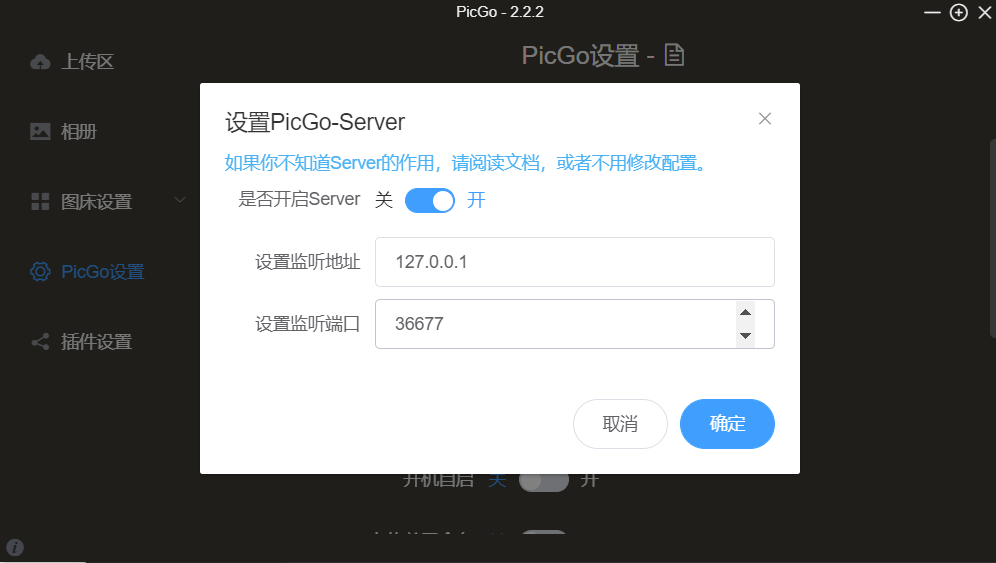 PicGo - 2.2.2
上传区
PicGo设置 -
相册
图床设置
PicGo设置
插件设置
设置PicGo-Server
如果你不知道Server的作用，请阅读文档，或者不用修改配置。
是否开启Server 关 开
设置监听地址 127.0.0.1
设置监听端口 36677
取消 确定
开机自启 关 开